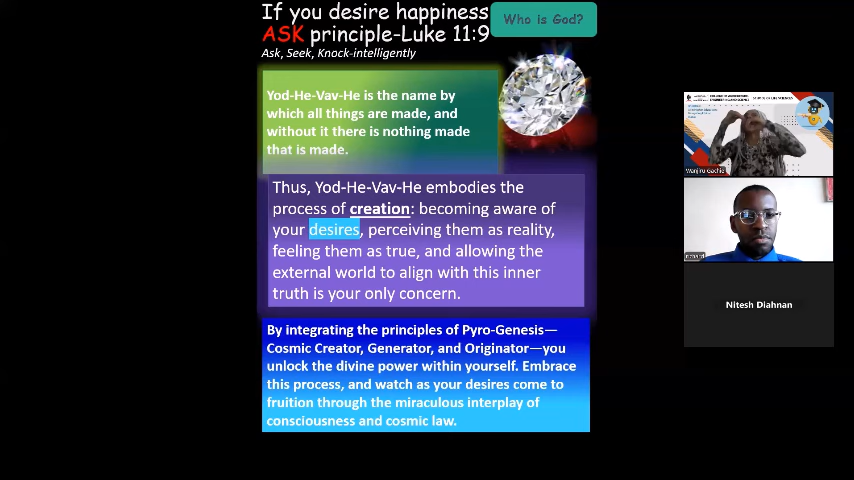 If you desire happiness
ASK principle-Luke 11:9
Ask, Seek, Knock-intelligently
Who is God?
Yod-He-Vav-He is the name by
which all things are made, and
without it there is nothing made
that is made.
Thus, Yod-He-Vav-He embodies the
process of creation: becoming aware of
your desires, perceiving them as reality,
feeling them as true, and allowing the
external world to align with this inner
truth is your only concern.
By integrating the principles of Pyro-Genesis—
Cosmic Creator, Generator, and Originator—you
unlock the divine power within yourself. Embrace
this process, and watch as your desires come to
fruition through the miraculous interplay of
consciousness and cosmic law.
Wanjiru Gachie
richard
Nitesh Dlahnan